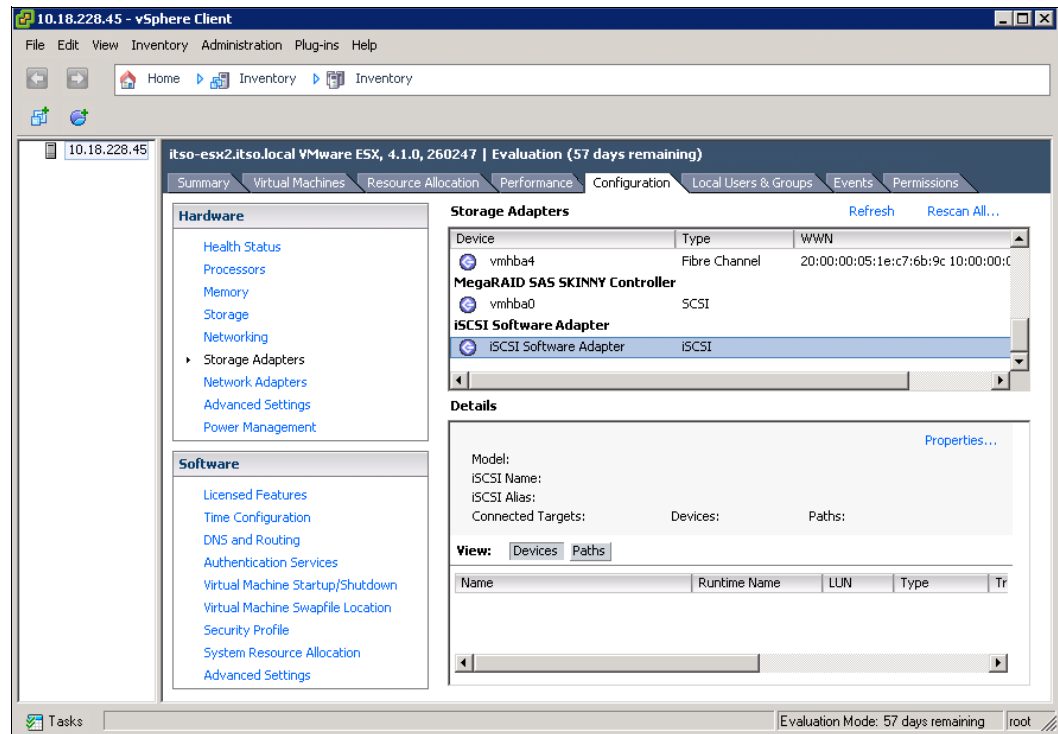 10.18.228.45 - vSphere Client
File Edit View Inventory Administration Plug-ins Help
Home Inventory Inventory
10.18.228.45
itso-esx2.itso.local VMware ESX, 4.1.0, 260247 | Evaluation (57 days remaining)
Summary Virtual Machines Resource Allocation Performance Configuration Local Users & Groups Events Permissions
Hardware
Health Status
Processors
Memory
Storage
Networking
Storage Adapters
Network Adapters
Advanced Settings
Power Management
Software
Licensed Features
Time Configuration
DNS and Routing
Authentication Services
Virtual Machine Startup/Shutdown
Virtual Machine Swapfile Location
Security Profile
System Resource Allocation
Advanced Settings
Storage Adapters Refresh Rescan All...
Device Type WWN
vmhba4 Fibre Channel 20:00:00:05:1e:c7:6b:9c 10:00:00:0
MegaRAID SAS SKINNY Controller
vmhba0 SCSI
iSCSI Software Adapter
iSCSI Software Adapter iSCSI
Details
Properties...
Model:
iSCSI Name:
iSCSI Alias:
Connected Targets: Devices: Paths:
View: Devices Paths
Name Runtime Name LUN Type Tr
Tasks Evaluation Mode: 57 days remaining root